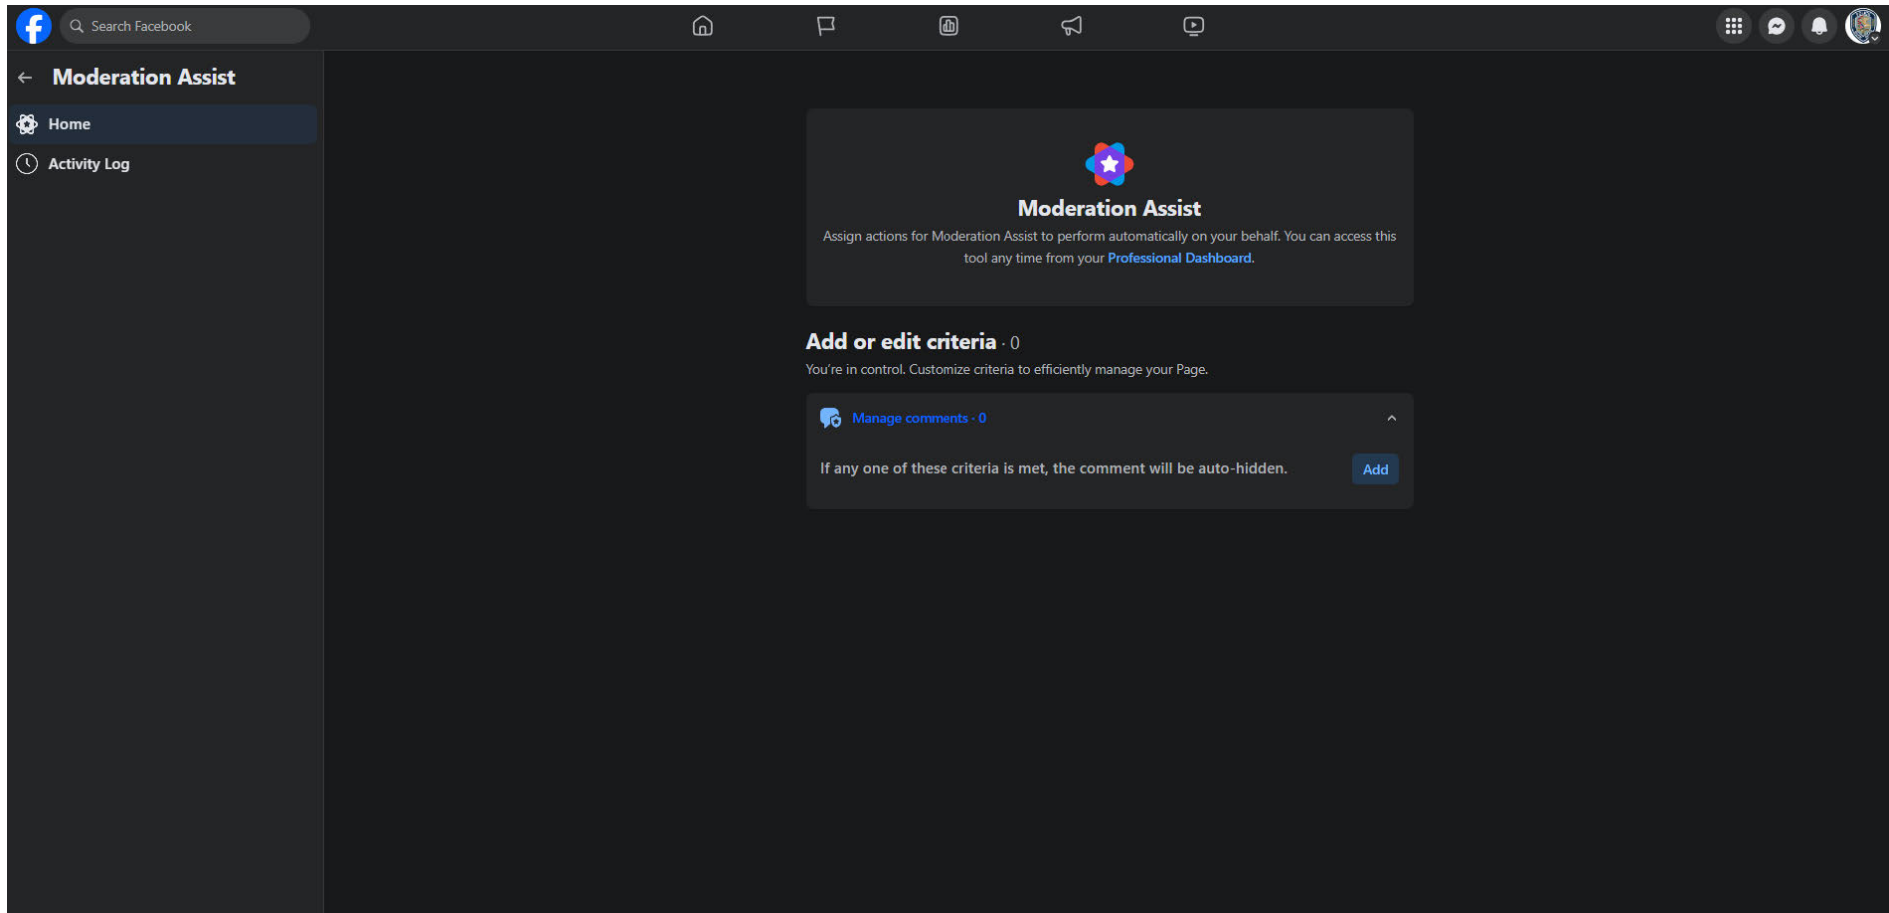 Search Facebook
Moderation Assist
Home
Activity Log
Moderation Assist
Assign actions for Moderation Assist to perform automatically on your behalf. You can access this
tool any time from your Professional Dashboard.
Add or edit criteria · 0
You're in control. Customize criteria to efficiently manage your Page.
Manage comments · 0
If any one of these criteria is met, the comment will be auto-hidden.
Add